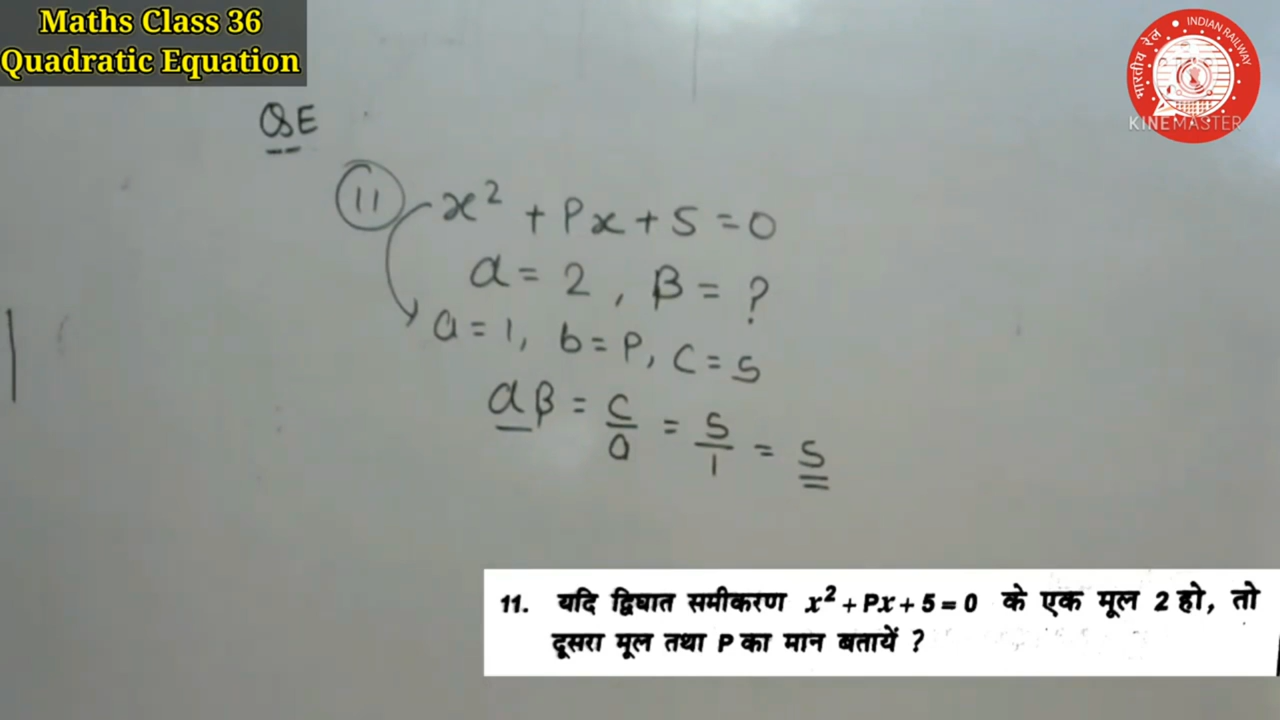 Maths Class 36
Quadratic Equation
भारतीय रेल • INDIAN RAILWAY
KINEMASTER
QE
11 x² + Px + 5 = 0
α = 2, β = ?
a = 1, b = P, c = 5
αβ = c/a = 5/1 = 5
11. यदि द्विघात समीकरण x² + Px + 5 = 0 के एक मूल 2 हो, तो
दूसरा मूल तथा P का मान बतायें ?